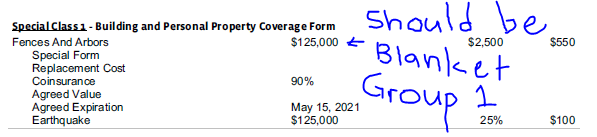 Special Class 1 - Building and Personal Property Coverage Form
Should be
Fences And Arbors $125,000 ← Blanket $2,500 $550
Special Form
Replacement Cost
Group 1
Coinsurance 90%
Agreed Value
Agreed Expiration May 15, 2021
Earthquake $125,000 25% $100